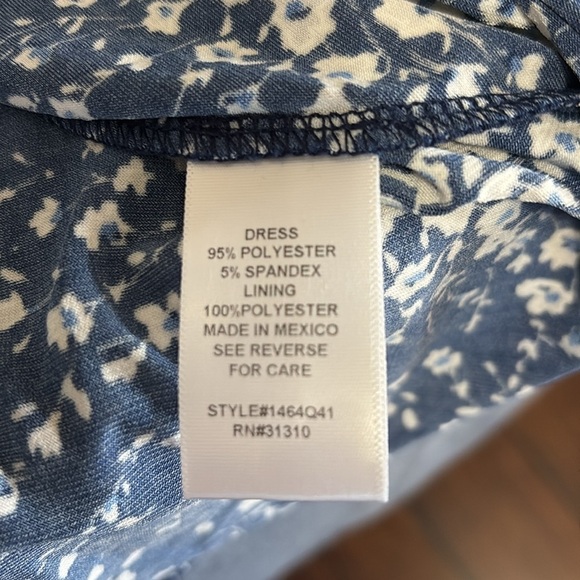 DRESS
95% POLYESTER
5% SPANDEX
LINING
100%POLYESTER
MADE IN MEXICO
SEE REVERSE
FOR CARE
STYLE#1464Q41
RN#31310